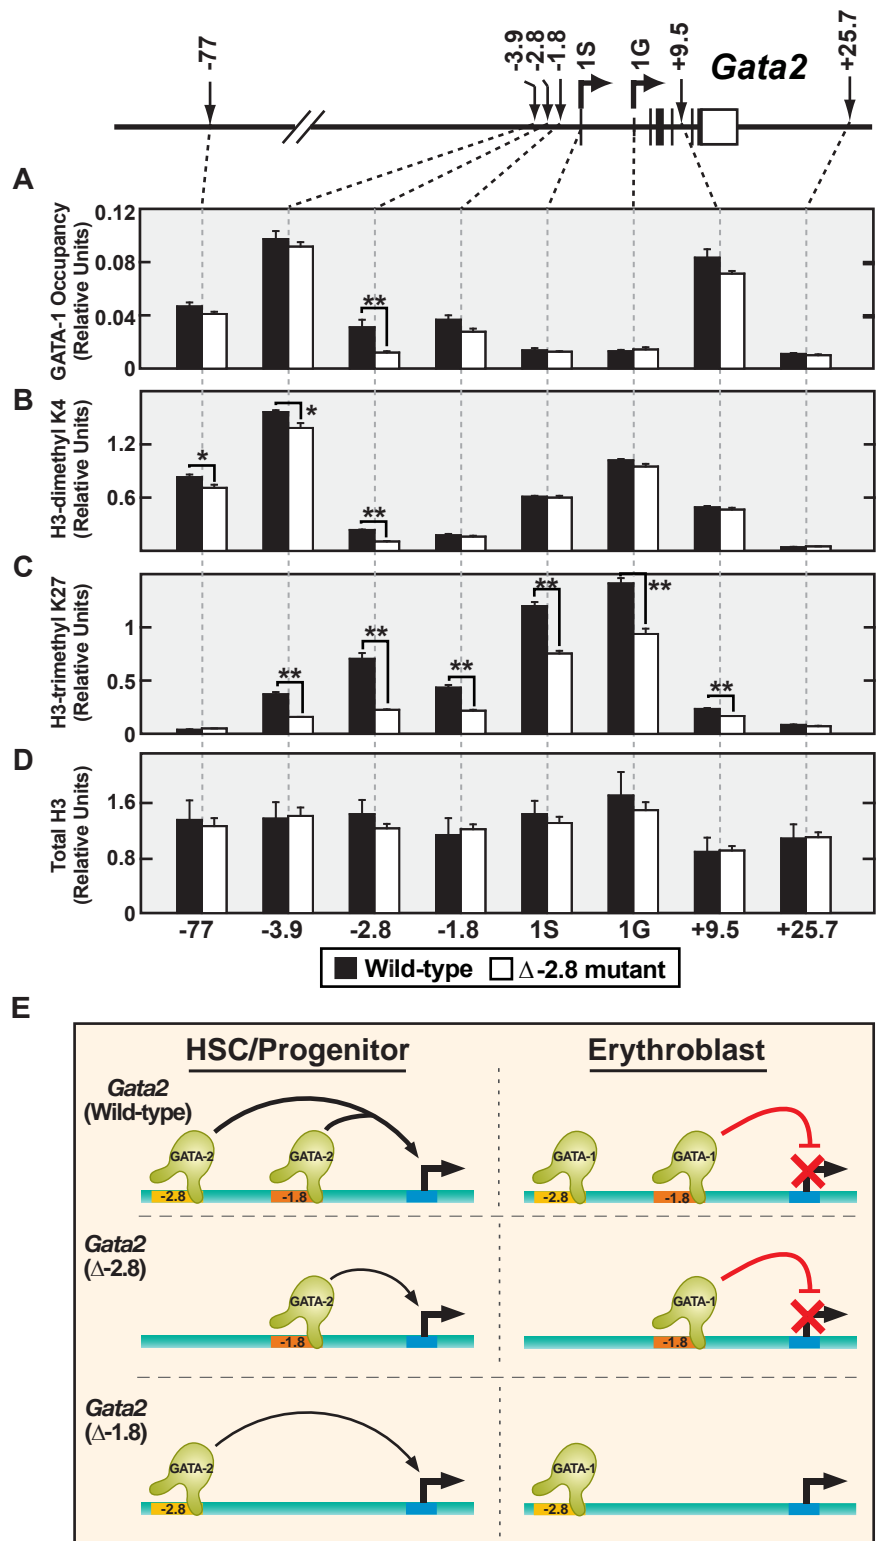 -77
-3.9
-2.8
-1.8
1S
1G
+9.5
Gata2
+25.7
A
GATA-1 Occupancy
(Relative Units)
0.12
0.08
0.04
0
**
B
H3-dimethyl K4
(Relative Units)
1.2
0.6
*
*
**
C
H3-trimethyl K27
(Relative Units)
1
0.5
0
**
**
**
**
**
**
D
Total H3
(Relative Units)
1.6
0.8
0
-77 -3.9 -2.8 -1.8 1S 1G +9.5 +25.7
Wild-type Δ-2.8 mutant
E
HSC/Progenitor Erythroblast
Gata2
(Wild-type)
GATA-2 GATA-2 GATA-1 GATA-1
-2.8 -1.8 -2.8 -1.8
Gata2
(Δ-2.8)
GATA-2 GATA-1
-1.8 -1.8
Gata2
(Δ-1.8)
GATA-2 GATA-1
-2.8 -2.8